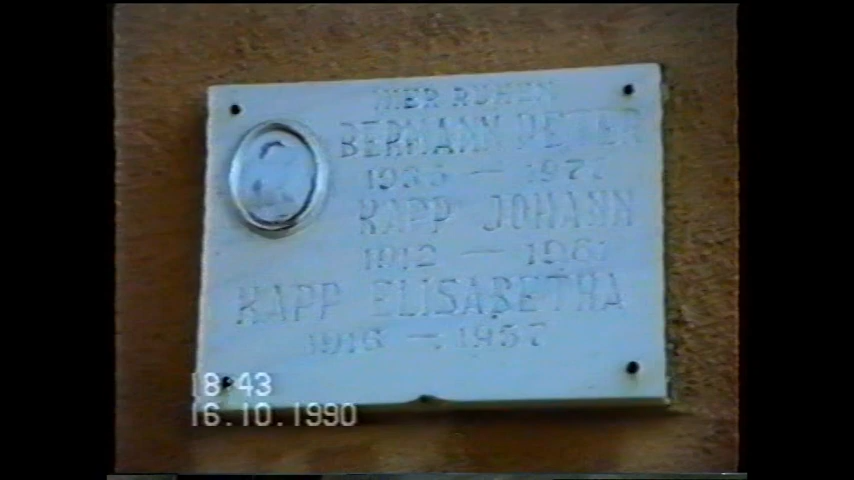 HIER RUHEN
BERMANN PETER
KAPP JOHANN
1912 —
KAPP ELISABETHA
1916 — 1957
18:43
16.10.1990